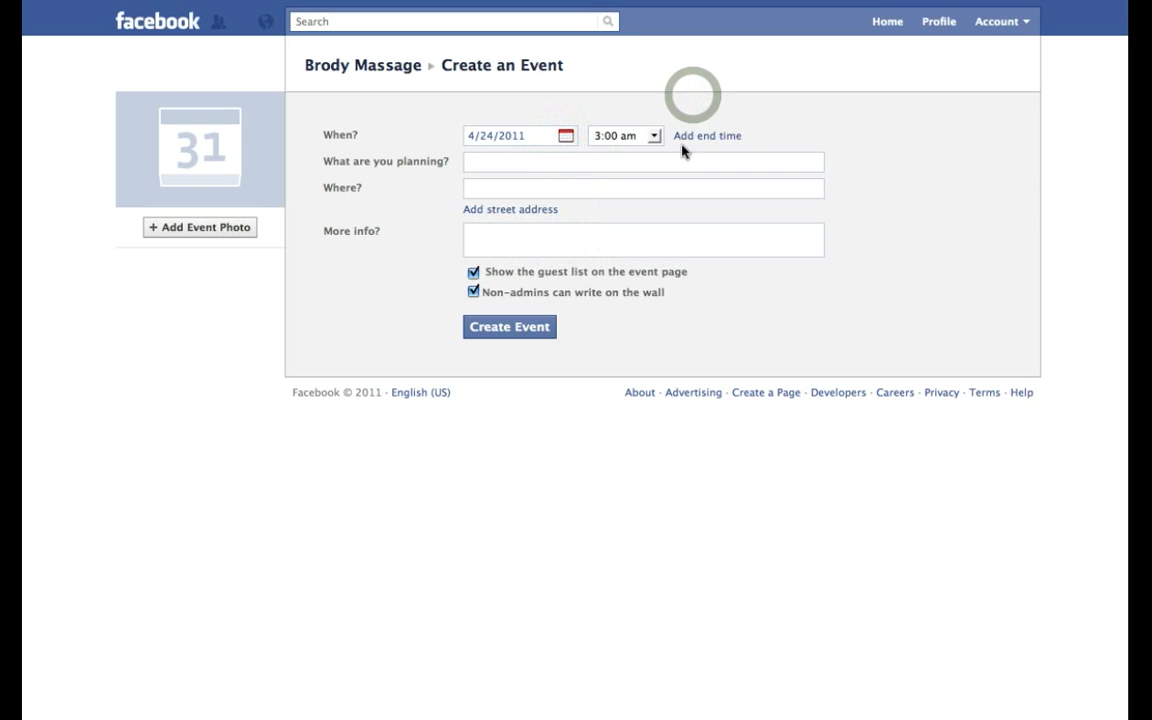 facebook Search Home Profile Account
Brody Massage ▸ Create an Event
31
+ Add Event Photo
When? 4/24/2011 3:00 am Add end time
What are you planning?
Where?
Add street address
More info?
Show the guest list on the event page
Non-admins can write on the wall
Create Event
Facebook © 2011 · English (US) About · Advertising · Create a Page · Developers · Careers · Privacy · Terms · Help